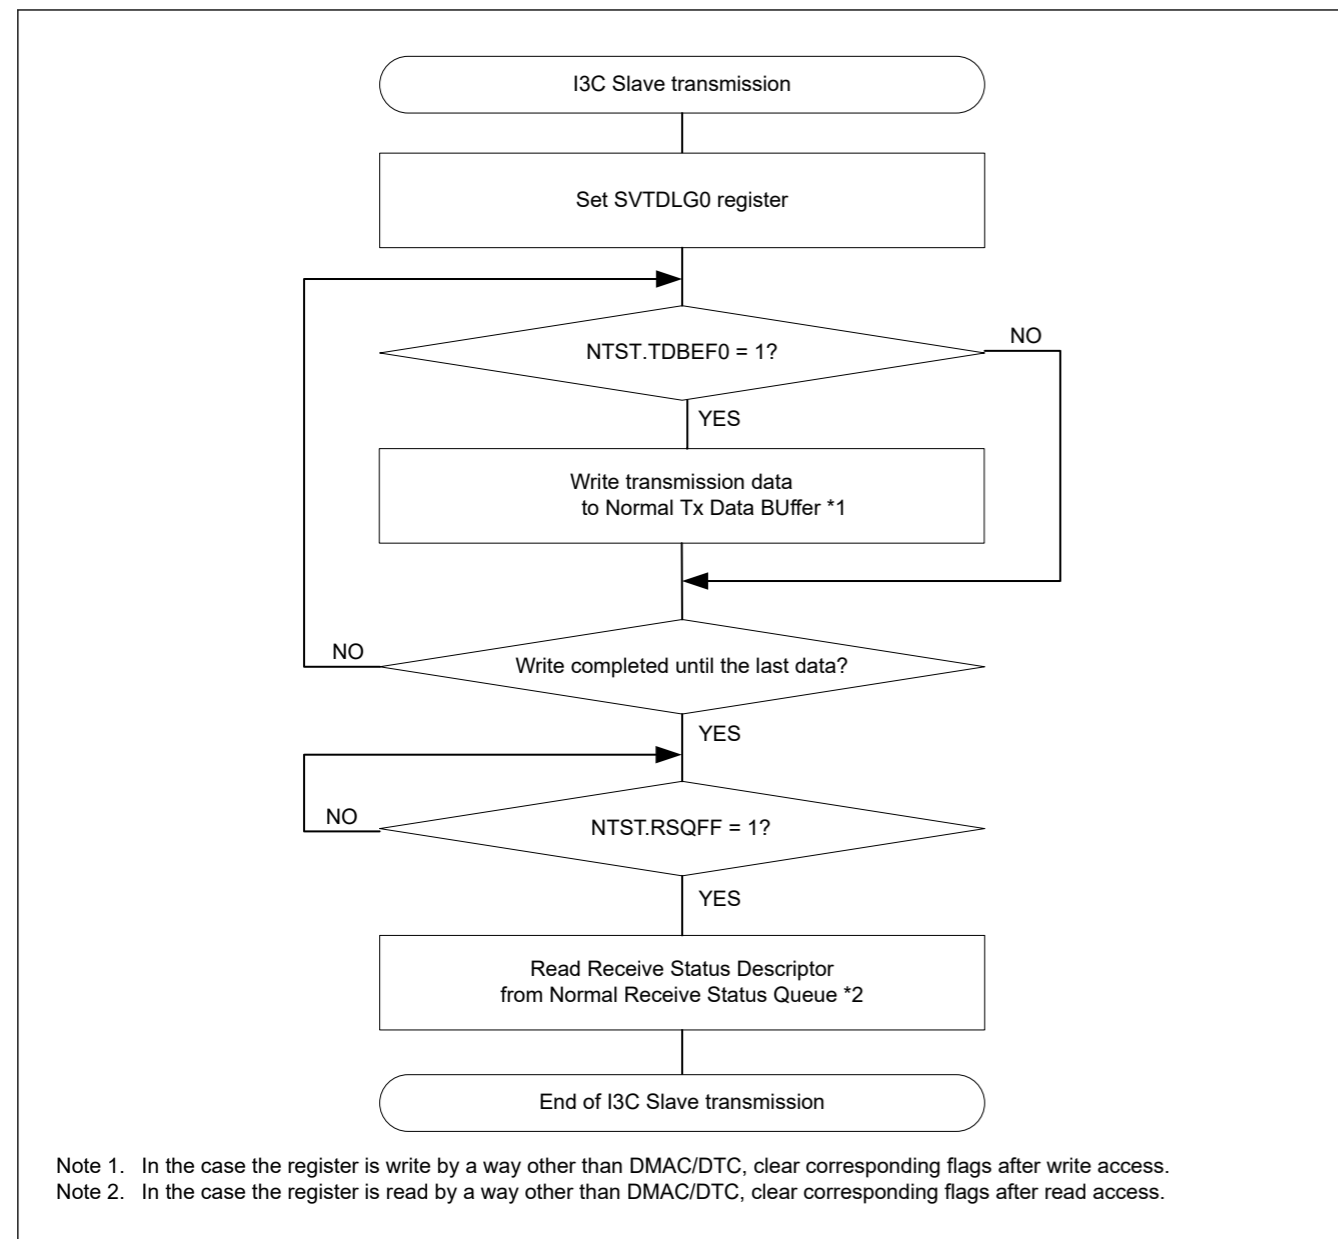 I3C Slave transmission
Set SVTDLG0 register
NTST.TDBEF0 = 1?
NO
YES
Write transmission data
to Normal Tx Data BUffer *1
Write completed until the last data?
NO
YES
NTST.RSQFF = 1?
NO
YES
Read Receive Status Descriptor
from Normal Receive Status Queue *2
End of I3C Slave transmission
Note 1. In the case the register is write by a way other than DMAC/DTC, clear corresponding flags after write access.
Note 2. In the case the register is read by a way other than DMAC/DTC, clear corresponding flags after read access.